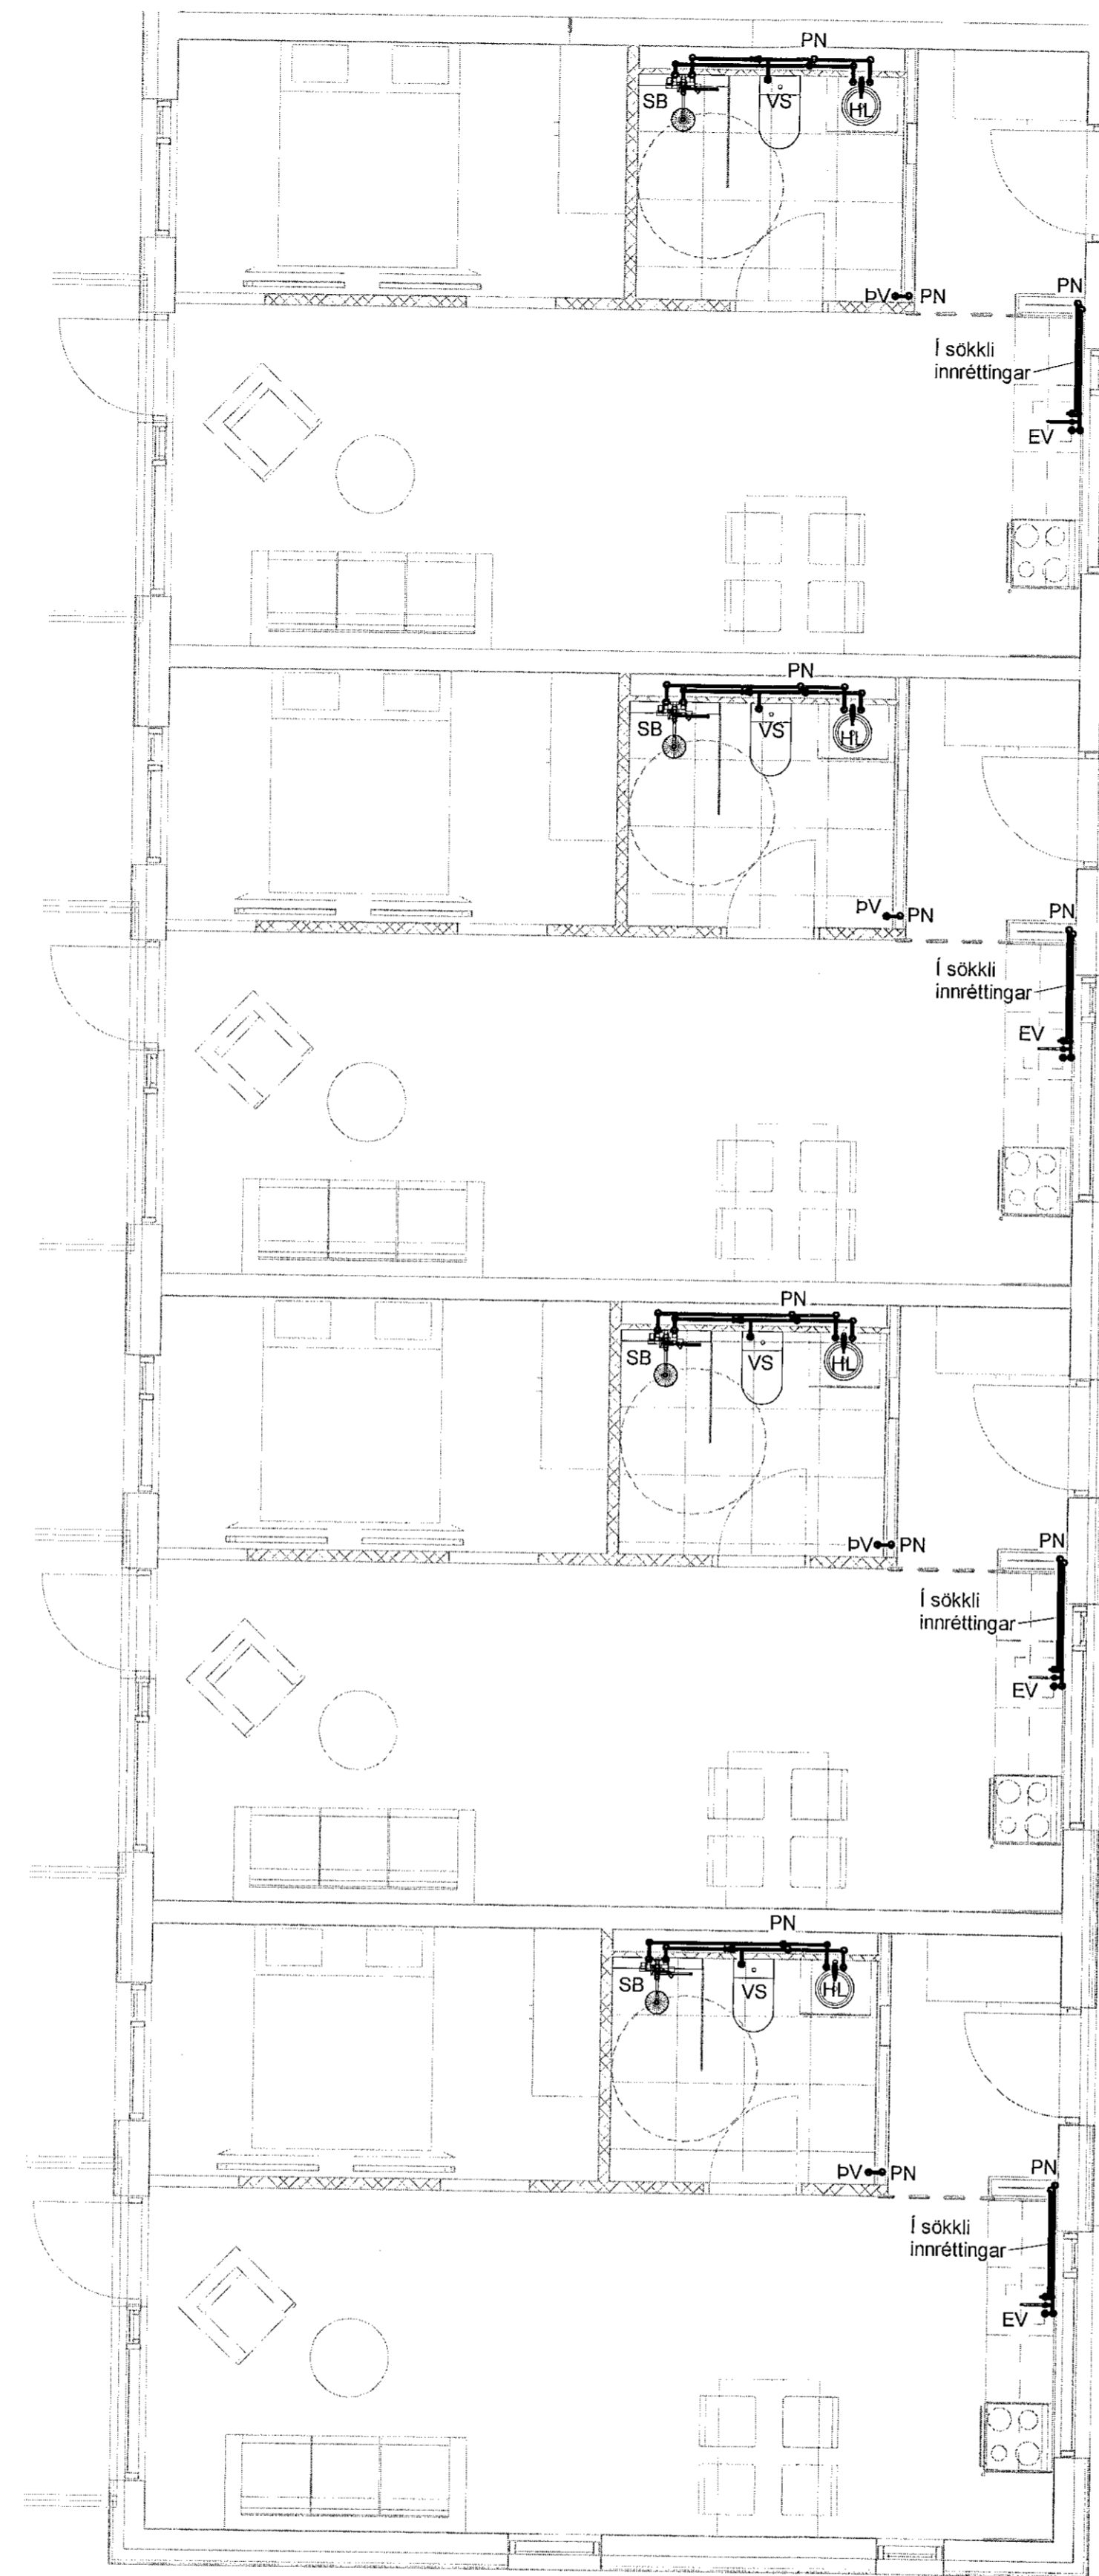 PN
SB
VS
HL
ÞV
PN
PN
Í sökkli
innréttingar
EV
PN
SB
VS
HL
ÞV
PN
PN
Í sökkli
innréttingar
EV
PN
SB
VS
HL
ÞV
PN
PN
Í sökkli
innréttingar
EV
PN
SB
VS
HL
ÞV
PN
PN
Í sökkli
innréttingar
EV